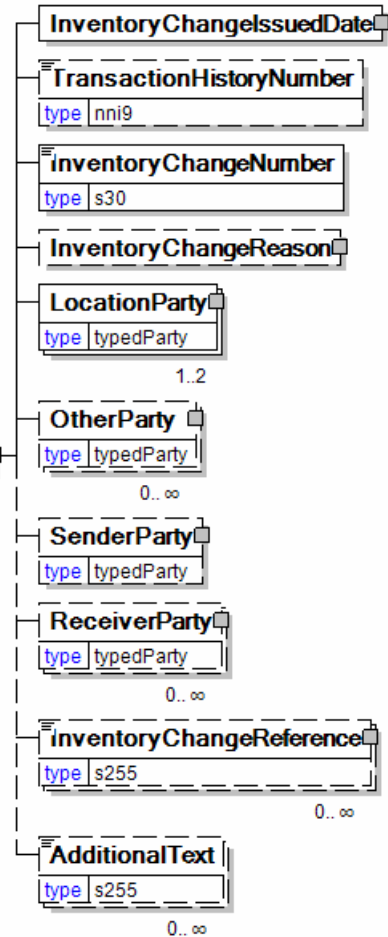 InventoryChangeIssuedDate
TransactionHistoryNumber
type nni9
InventoryChangeNumber
type s30
InventoryChangeReason
LocationParty
type typedParty
1..2
OtherParty
type typedParty
0.. ∞
SenderParty
type typedParty
ReceiverParty
type typedParty
0.. ∞
InventoryChangeReference
type s255
0.. ∞
AdditionalText
type s255
0.. ∞